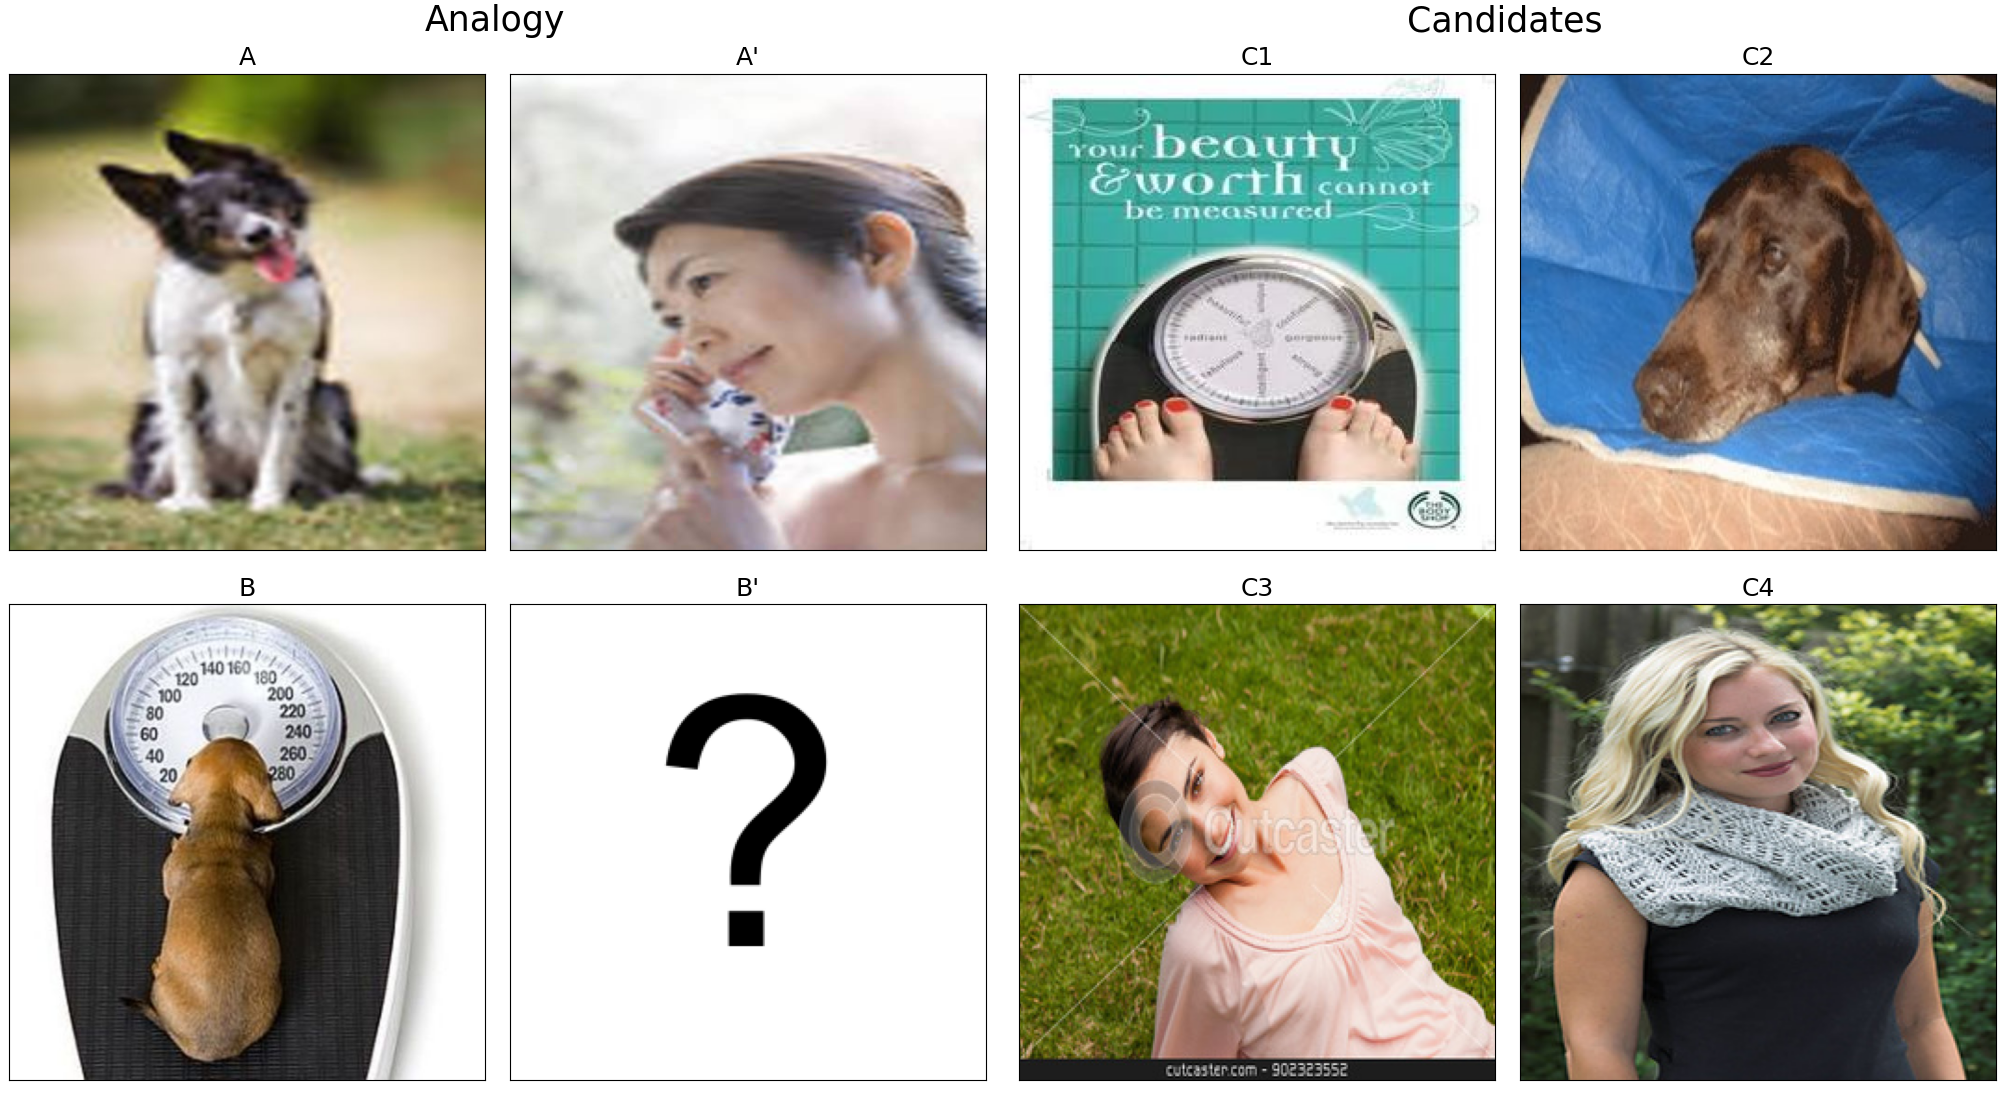 Analogy
Candidates
A
A'
C1
C2
Your beauty
& worth cannot
be measured
unique
confident
gorgeous
strong
intelligent
fabulous
radiant
beautiful
THE
BODY
SHOP
B
B'
C3
C4
140 160
120 180
100 200
80 220
60 240
40 260
20 280
?
Cutcaster
cutcaster.com - 902323552